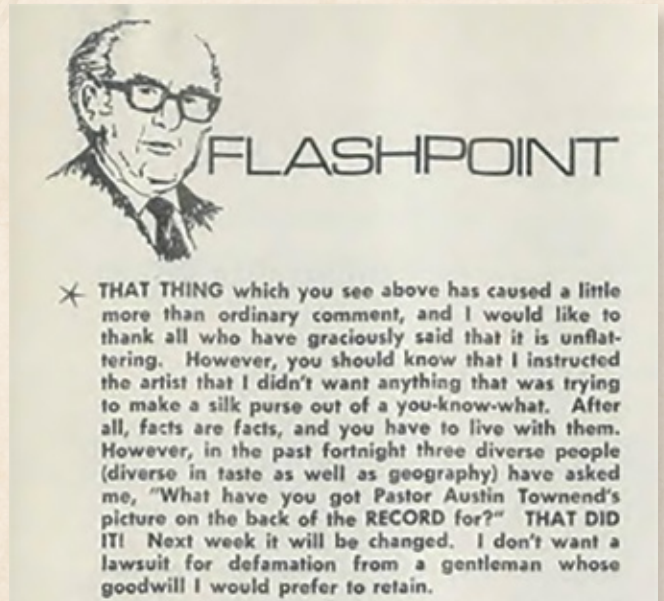 FLASHPOINT
THAT THING which you see above has caused a little
more than ordinary comment, and I would like to
thank all who have graciously said that it is unflat-
tering. However, you should know that I instructed
the artist that I didn't want anything that was trying
to make a silk purse out of a you-know-what. After
all, facts are facts, and you have to live with them.
However, in the past fortnight three diverse people
(diverse in taste as well as geography) have asked
me, "What have you got Pastor Austin Townend's
picture on the back of the RECORD for?" THAT DID
IT! Next week it will be changed. I don't want a
lawsuit for defamation from a gentleman whose
goodwill I would prefer to retain.